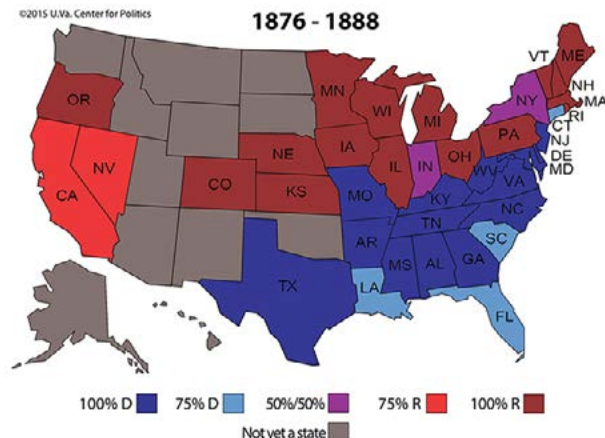 ©2015 U.Va. Center for Politics
1876 - 1888
VT
ME
OR
MN
NH
WI
NY
MA
MI
RI
CT
NV
NE
IA
PA
NJ
CA
IL
IN
OH
DE
CO
KS
MO
WV
MD
KY
VA
TN
NC
AR
SC
TX
LA
MS
AL
GA
FL
100% D
75% D
50%/50%
75% R
100% R
Not yet a state